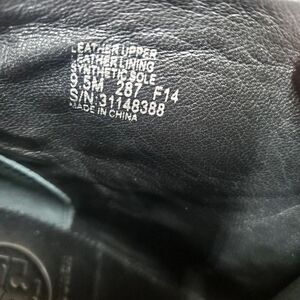 LEATHER UPPER
LEATHER LINING
SYNTHETIC SOLE
9.5M 287 F14
S/N:31148388
MADE IN CHINA